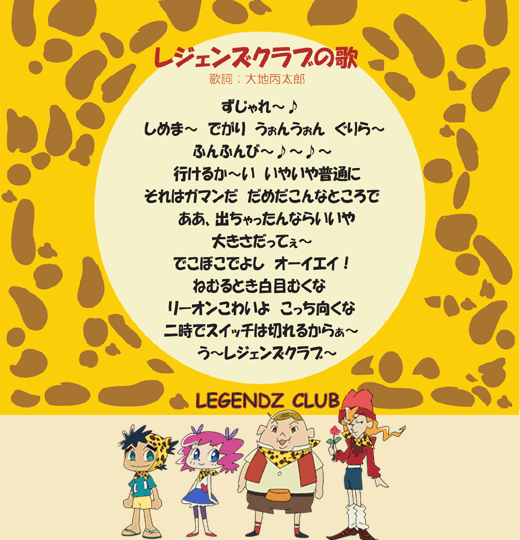 レジェンズクラブの歌
歌詞：大地丙太郎
ずじゃれ～♪
しめま～ でがり うぉんうぉん ぐりら～
ふんふんび～♪～♪～
行けるか～い いやいや普通に
それはガマンだ だめだこんなところで
ああ、出ちゃったんならいいや
大きさだってぇ～
でこぼこでよし オーイエイ！
ねむるとき白目むくな
リーオンこわいよ こっち向くな
二時でスイッチは切れるからぁ～
う～レジェンズクラブ～
LEGENDZ CLUB